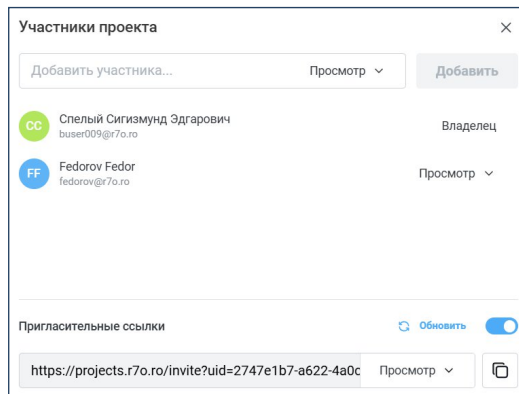 Участники проекта
Добавить участника... Просмотр Добавить
СС Спелый Сигизмунд Эдгарович Владелец
buser009@r7o.ro
FF Fedorov Fedor Просмотр
fedorov@r7o.ro
Пригласительные ссылки Обновить
https://projects.r7o.ro/invite?uid=2747e1b7-a622-4a0c Просмотр